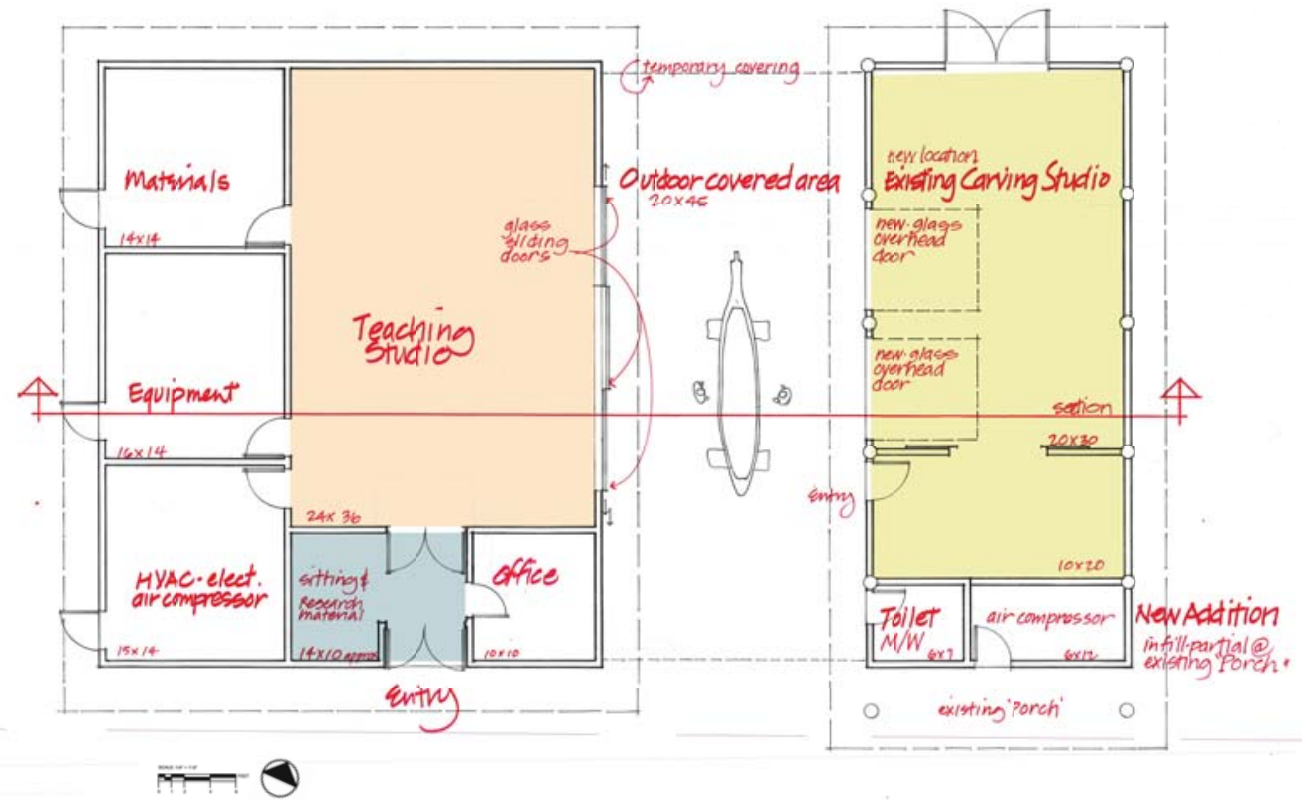 temporary covering
Materials
14x14
Outdoor covered area
20x45
new location
Existing Carving Studio
glass
sliding
doors
new glass
overhead
door
Teaching
Studio
new glass
overhead
door
Equipment
16x14
section
20x30
Entry
24x36
HVAC·elect.
air compressor
15x14
sitting &
Research
material
14x10 approx
office
10x10
10x20
Toilet
M/W
6x7
air compressor
6x12
New Addition
infill-partial @
existing 'Porch'
Entry
existing 'Porch'